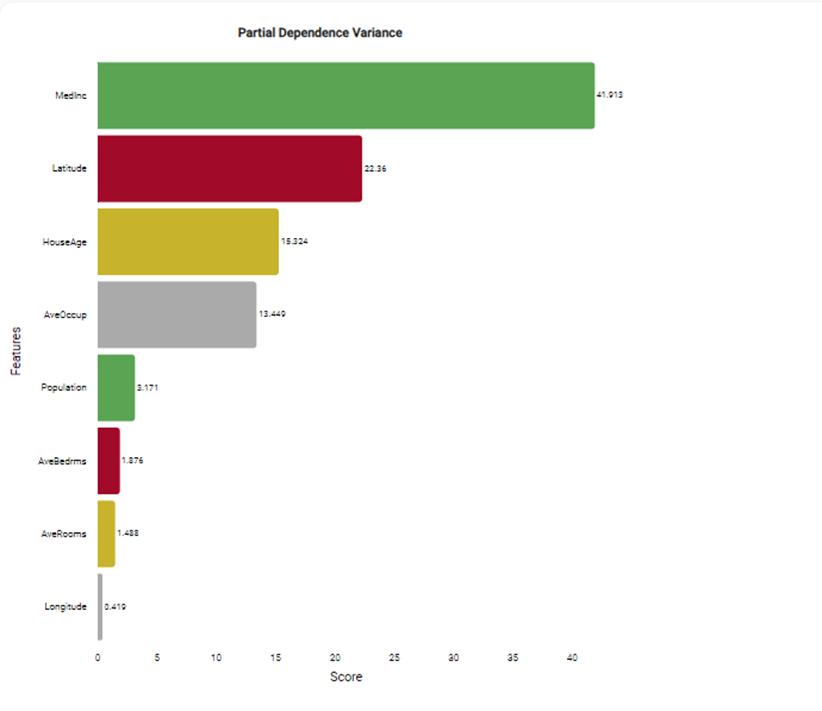 Partial Dependence Variance
MedInc
41.913
Latitude
22.36
HouseAge
15.324
AveOccup
13.449
Features
Population
3.171
AveBedrms
1.876
AveRooms
1.488
Longitude
0.419
0 5 10 15 20 25 30 35 40
Score